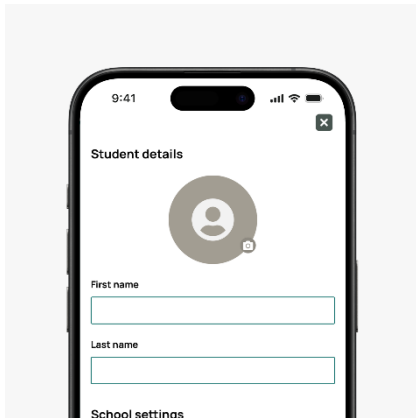 9:41
Student details
First name
Last name
School settings